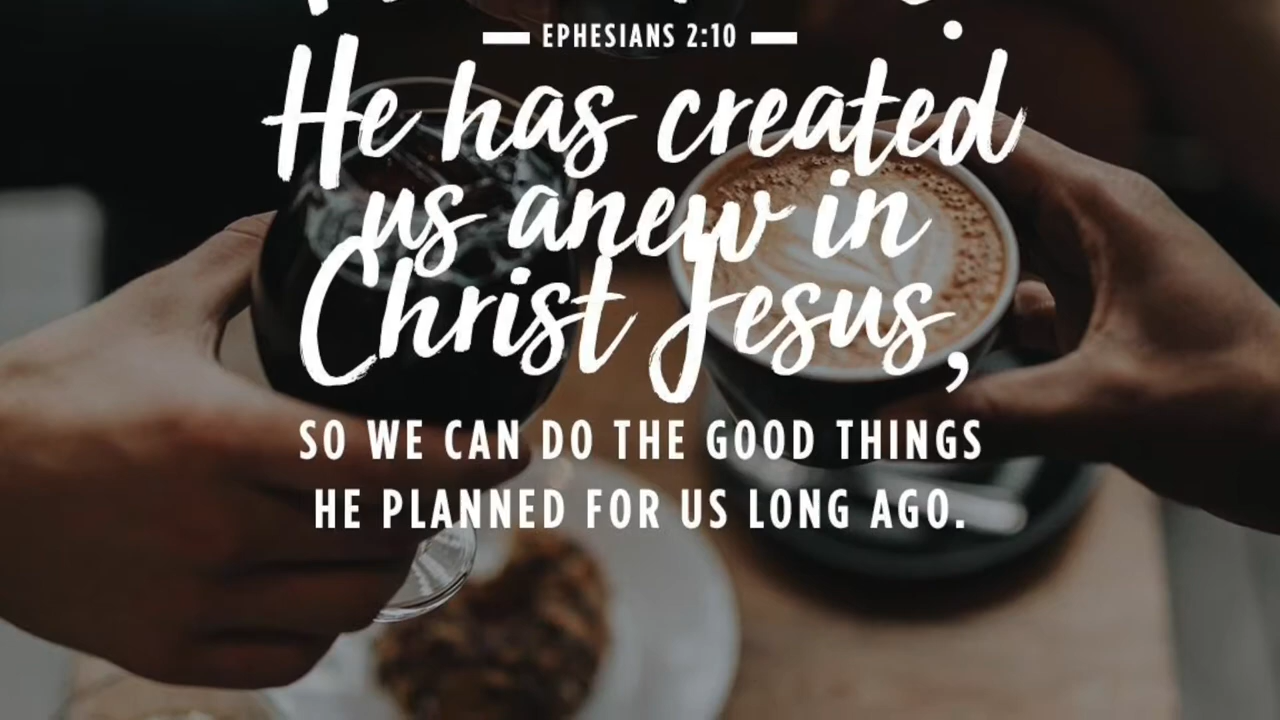 EPHESIANS 2:10
He has created
us anew in
Christ Jesus,
SO WE CAN DO THE GOOD THINGS
HE PLANNED FOR US LONG AGO.